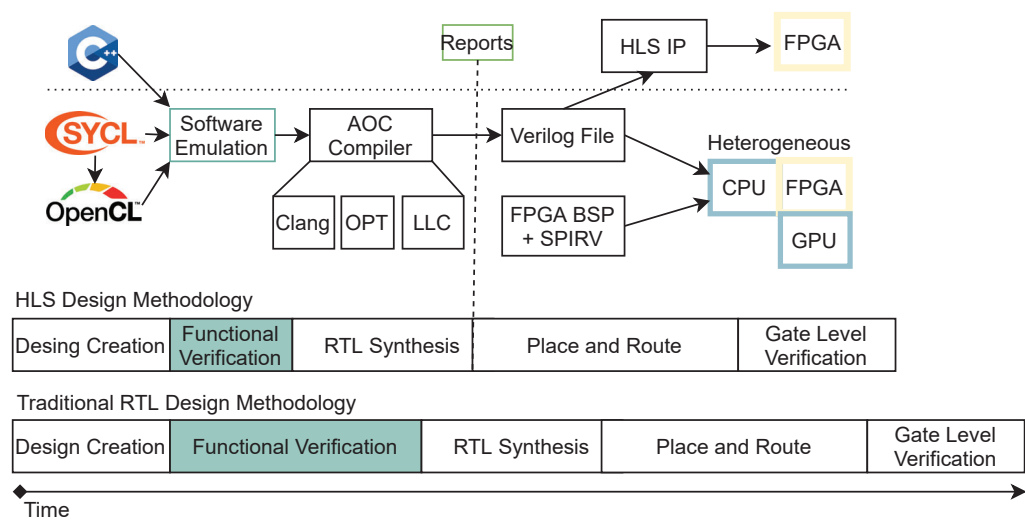 Reports
C++
HLS IP
FPGA
SYCL™
Software
Emulation
AOC
Compiler
Verilog File
Heterogeneous
CPU
FPGA
GPU
OpenCL™
Clang
OPT
LLC
FPGA BSP
+ SPIRV
HLS Design Methodology
Desing Creation
Functional
Verification
RTL Synthesis
Place and Route
Gate Level
Verification
Traditional RTL Design Methodology
Design Creation
Functional Verification
RTL Synthesis
Place and Route
Gate Level
Verification
Time